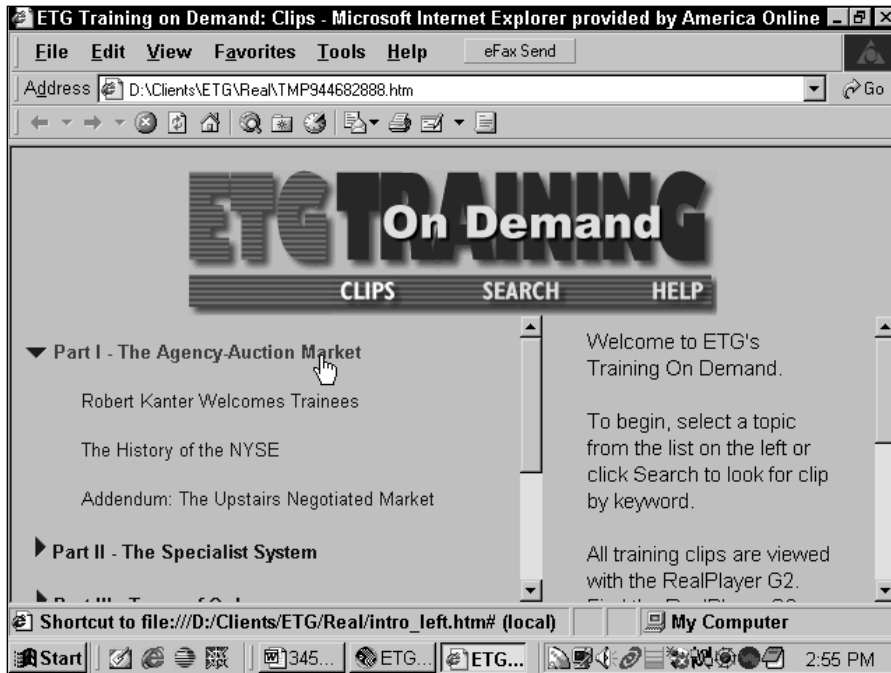 ETG Training on Demand: Clips - Microsoft Internet Explorer provided by America Online
File Edit View Favorites Tools Help eFax Send
Address D:\Clients\ETG\Real\TMP944682888.htm Go
ETG TRAINING
On Demand
CLIPS SEARCH HELP
Part I - The Agency-Auction Market
Robert Kanter Welcomes Trainees
The History of the NYSE
Addendum: The Upstairs Negotiated Market
Part II - The Specialist System
Welcome to ETG's
Training On Demand.
To begin, select a topic
from the list on the left or
click Search to look for clip
by keyword.
All training clips are viewed
with the RealPlayer G2.
Shortcut to file:///D:/Clients/ETG/Real/intro_left.htm# (local) My Computer
Start 345... ETG... ETG... 2:55 PM